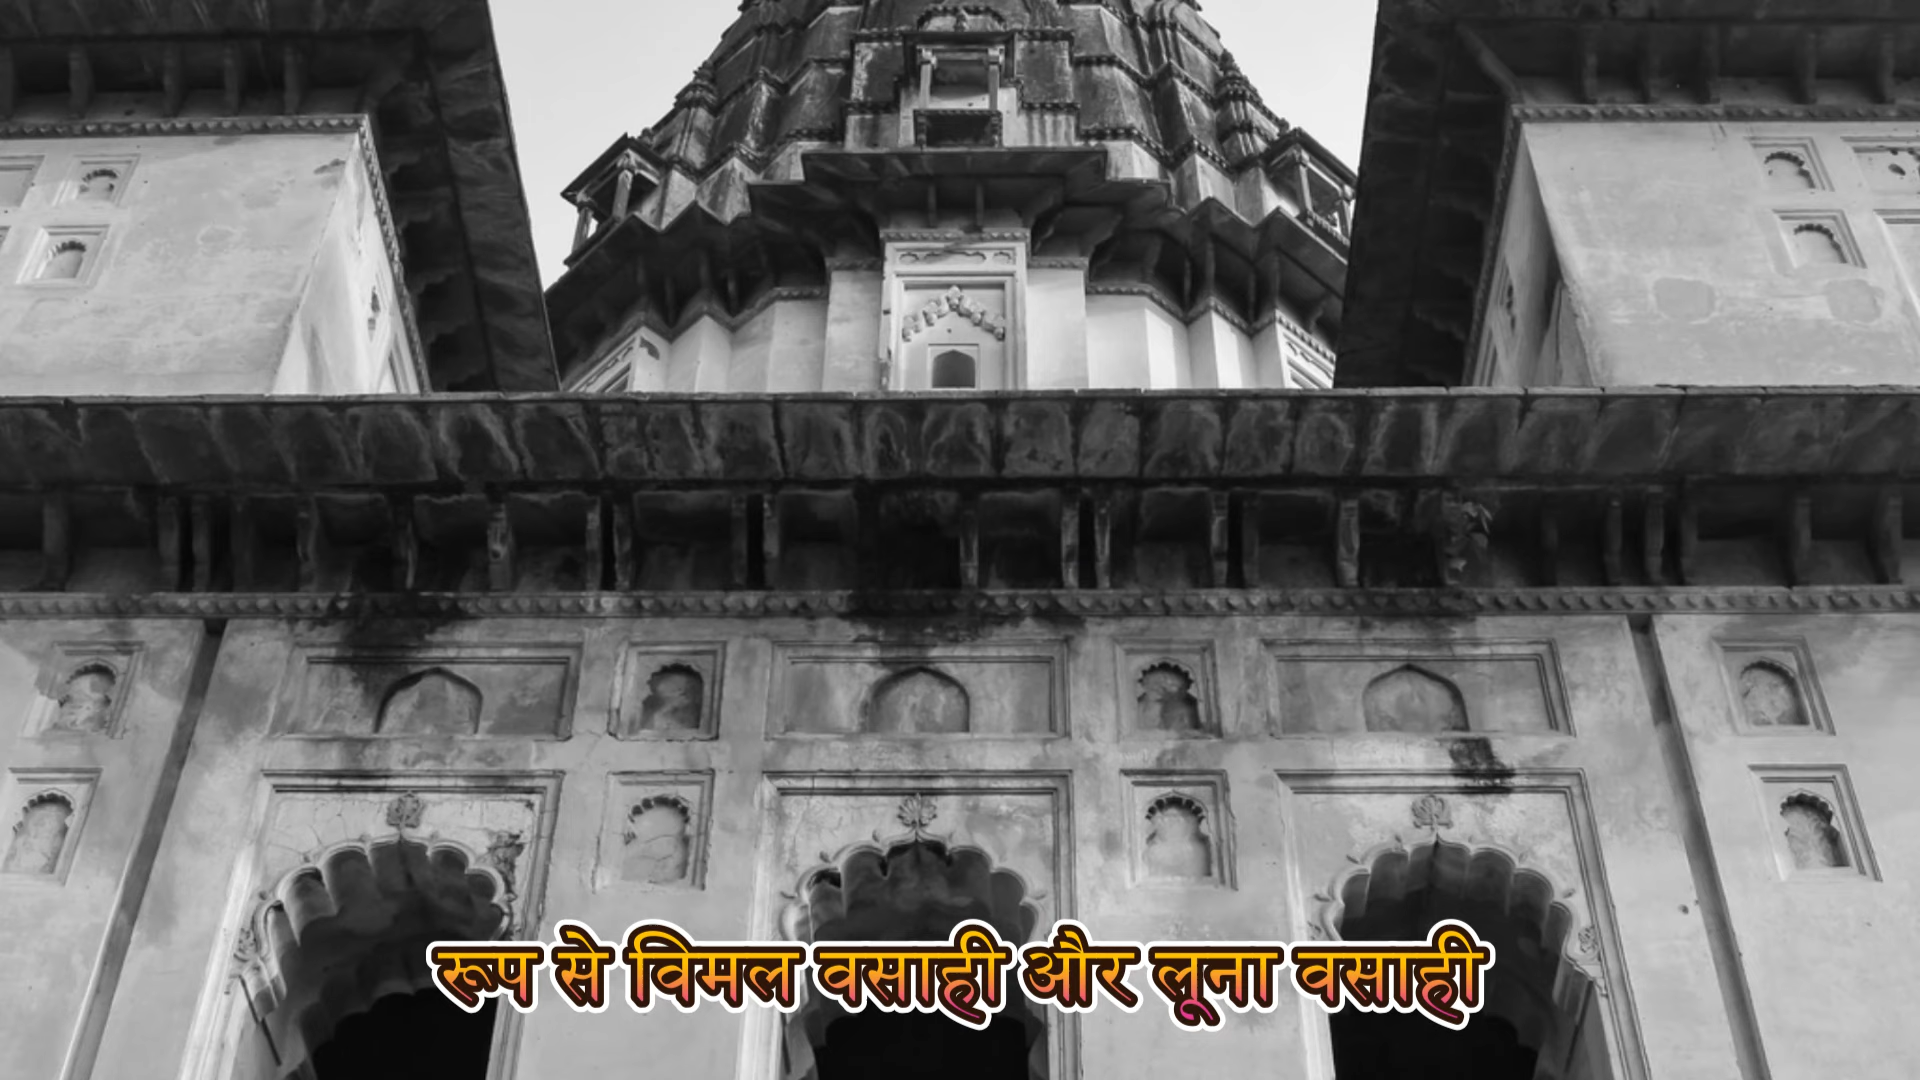 रूप से विमल वसाही और लूना वसाही